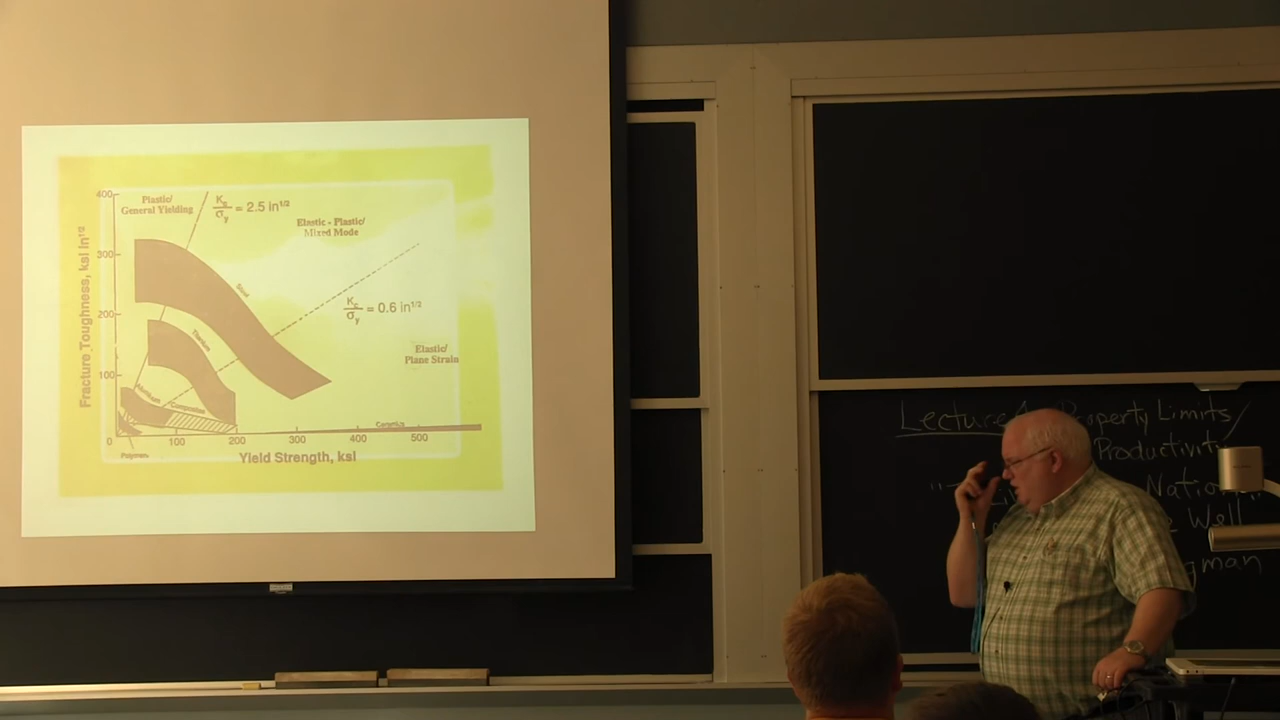 400
300
200
100
0
Fracture Toughness, ksi in1/2
Plastic/
General Yielding
Kc
σy = 2.5 in1/2
Elastic - Plastic/
Mixed Mode
Steel
Kc
σy = 0.6 in1/2
Titanium
Elastic/
Plane Strain
Aluminum
Composites
Ceramics
100 200 300 400 500
Polymers
Yield Strength, ksi
Lecture Property Limits/
Productivity
Well
gman